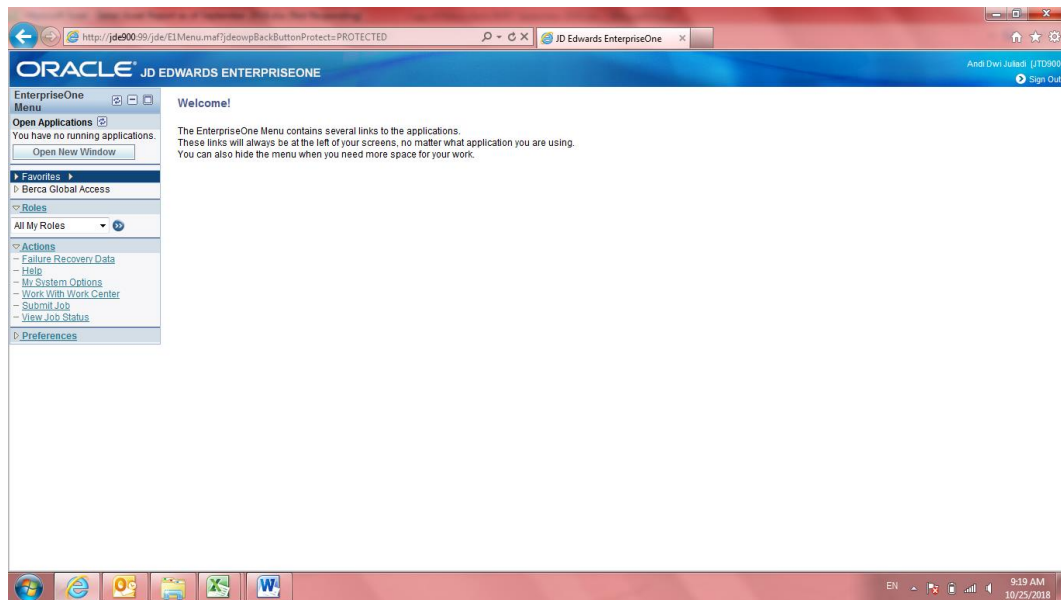 http://jde900:99/jde/E1Menu.maf?jdeowpBackButtonProtect=PROTECTED
JD Edwards EnterpriseOne
ORACLE® JD EDWARDS ENTERPRISEONE
Andi Dwi Juliadi [JTD900
Sign Out
EnterpriseOne
Menu
Open Applications
You have no running applications.
Open New Window
Favorites
Berca Global Access
Roles
All My Roles
Actions
Failure Recovery Data
Help
My System Options
Work With Work Center
Submit Job
View Job Status
Preferences
Welcome!
The EnterpriseOne Menu contains several links to the applications.
These links will always be at the left of your screens, no matter what application you are using.
You can also hide the menu when you need more space for your work.
EN
9:19 AM
10/25/2018